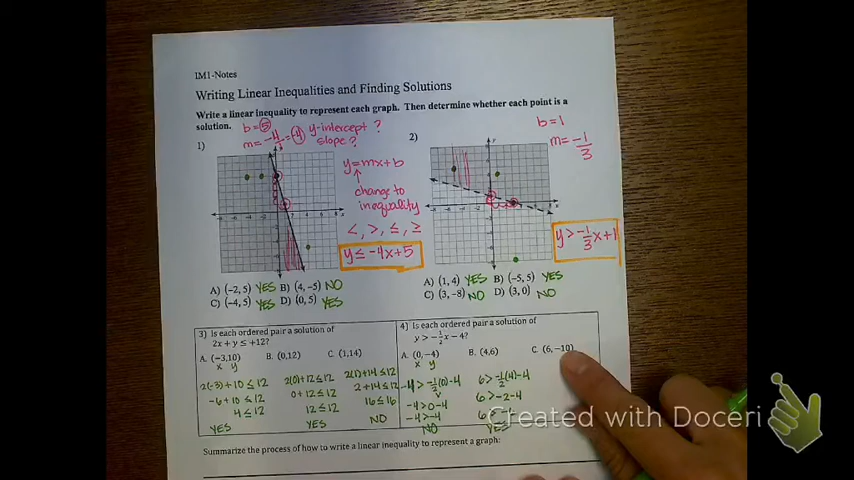 IM1-Notes
Writing Linear Inequalities and Finding Solutions
Write a linear inequality to represent each graph. Then determine whether each point is a
solution.
b = 5
m = -4/1 = -4
y-intercept ?
slope ?
1)
y=mx+b
change to
inequality
<, >, ≤, ≥
y ≤ -4x+5
A) (-2, 5) YES B) (4, -5) NO
C) (-4, 5) YES D) (0, 5) YES
2)
b=1
m= -1/3
y > -1/3 x+1
A) (1, 4) YES B) (-5, 5) YES
C) (3, -8) NO D) (3, 0) NO
3) Is each ordered pair a solution of
2x + y ≤ +12?
A. (-3,10) B. (0,12) C. (1,14)
x y
2(-3)+10 ≤ 12
-6+10 ≤ 12
4 ≤ 12
YES
2(0)+12 ≤ 12
0+12 ≤ 12
12 ≤ 12
YES
2(1)+14 ≤ 12
2+14 ≤ 12
16 ≤ 16
NO
4) Is each ordered pair a solution of
y > -1/2 x - 4?
A. (0, -4) B. (4,6) C. (6, -10)
x y
-4 > -1/2(0)-4
-4 > 0-4
-4 > -4
NO
6 > -1/2(4)-4
6 > -2-4
6
YES
Created with Doceri
Summarize the process of how to write a linear inequality to represent a graph: